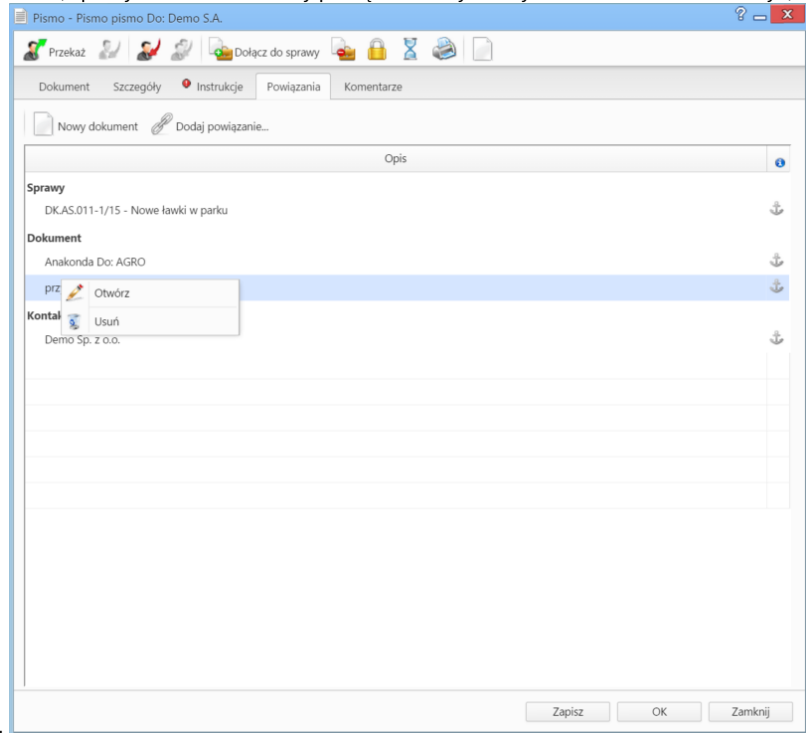 Pismo - Pismo pismo Do: Demo S.A.
Przekaż Dołącz do sprawy
Dokument Szczegóły Instrukcje Powiązania Komentarze
Nowy dokument Dodaj powiązanie...
Opis
Sprawy
DK.AS.011-1/15 - Nowe ławki w parku
Dokument
Anakonda Do: AGRO
prz
Otwórz
Kontak
Usuń
Demo Sp. z o.o.
Zapisz OK Zamknij